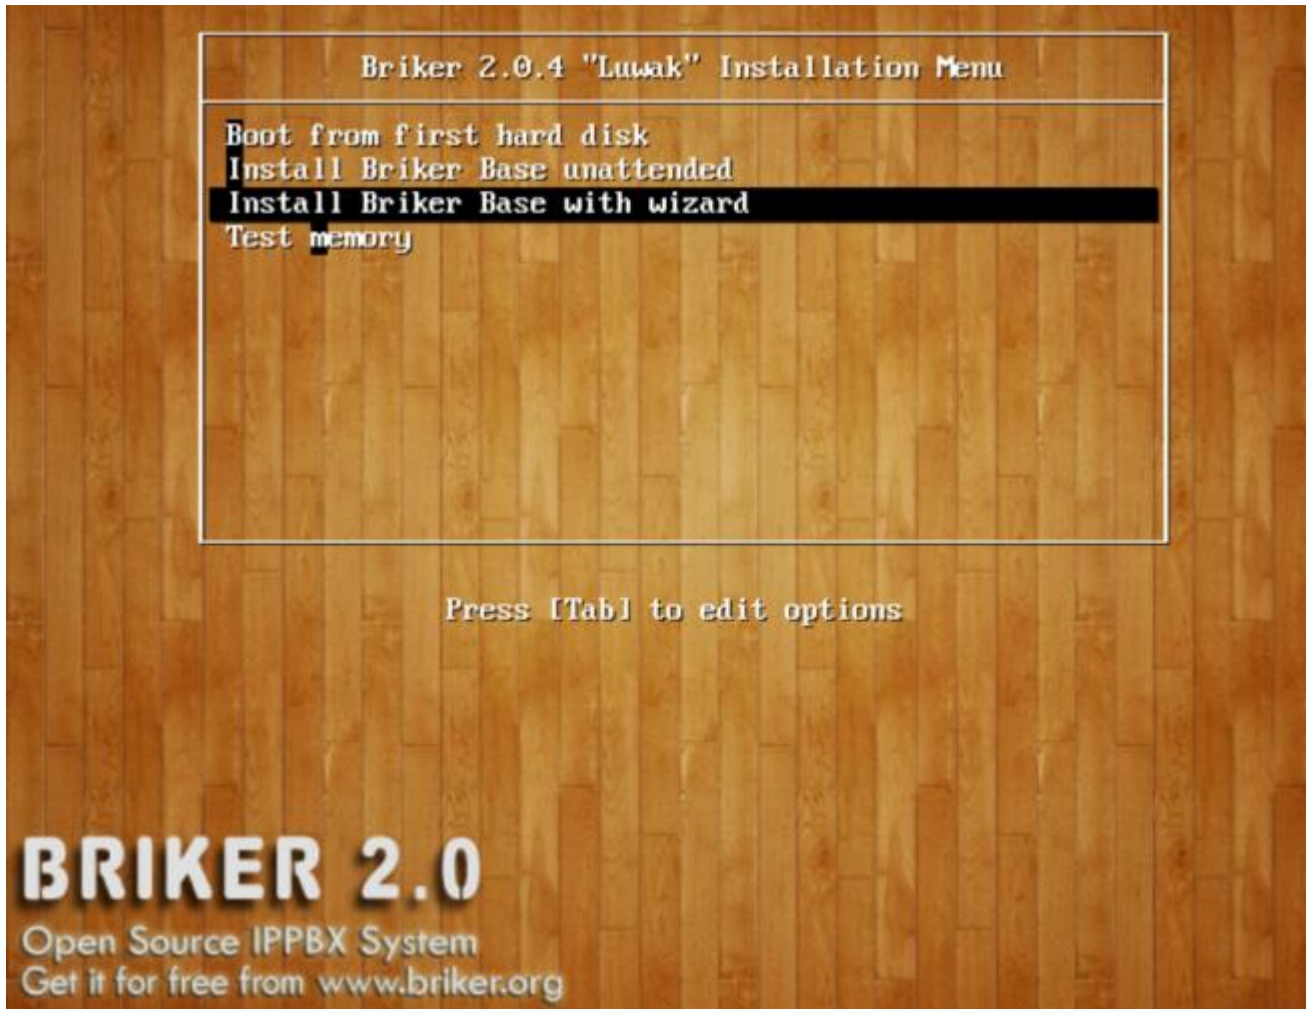 Briker 2.0.4 "Luwak" Installation Menu
Boot from first hard disk
Install Briker Base unattended
Install Briker Base with wizard
Test memory
Press [Tab] to edit options
BRIKER 2.0
Open Source IPPBX System
Get it for free from www.briker.org